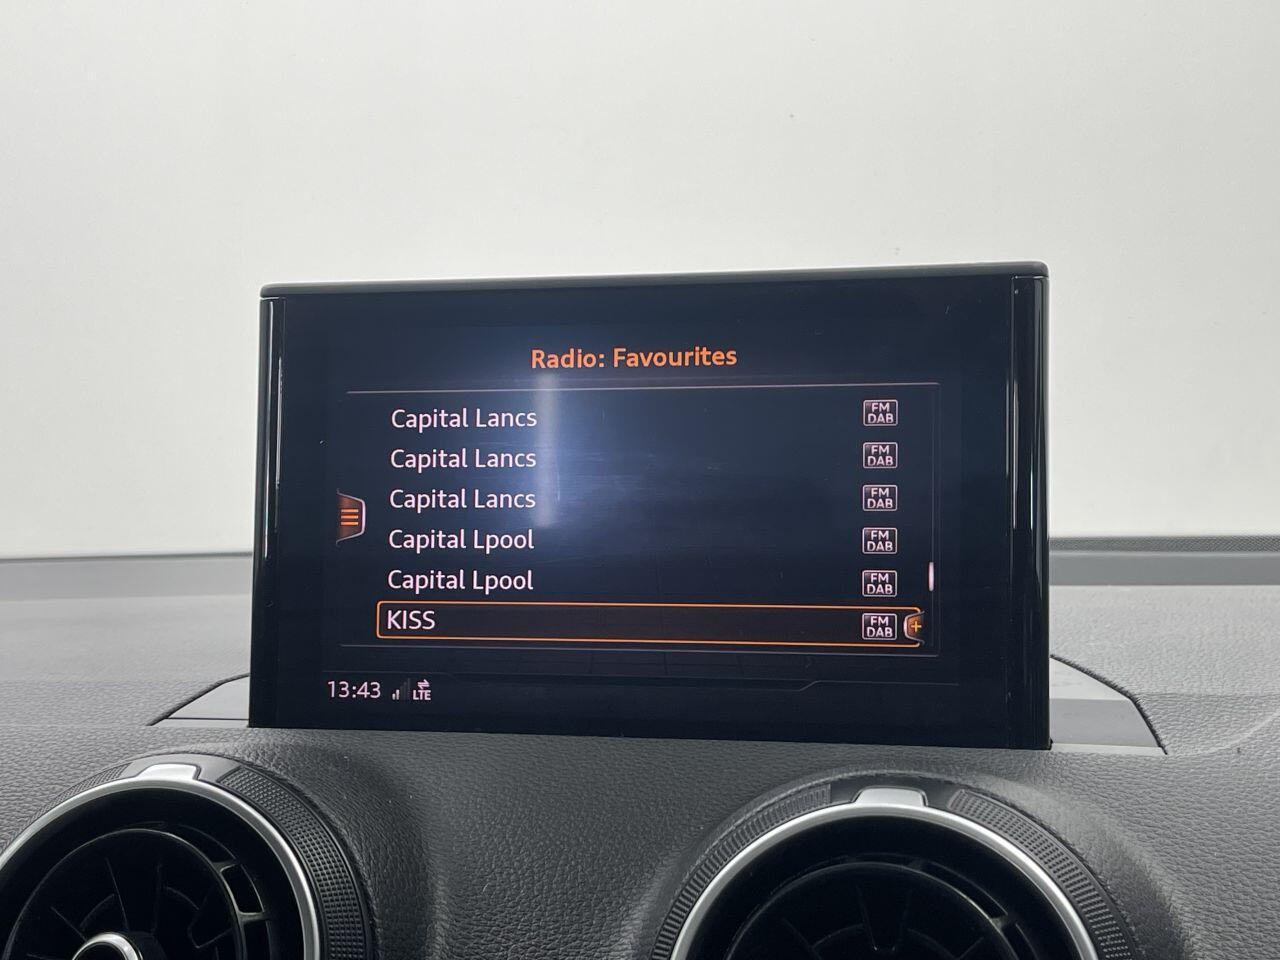 Radio: Favourites
Capital Lancs FM DAB
Capital Lancs FM DAB
Capital Lancs FM DAB
Capital Lpool FM DAB
Capital Lpool FM DAB
KISS FM DAB +
13:43 LTE